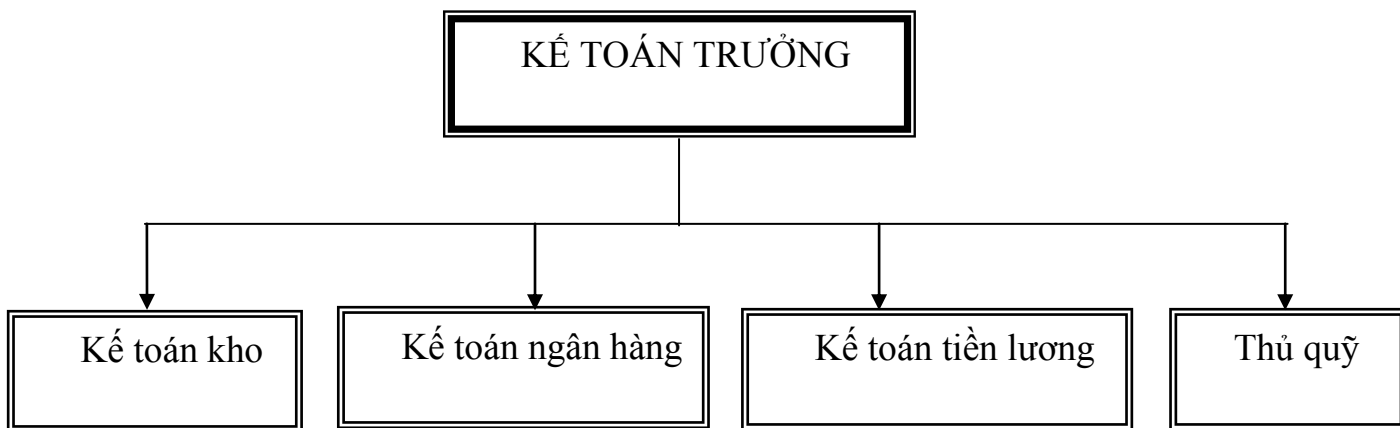 KẾ TOÁN TRƯỞNG
Kế toán kho
Kế toán ngân hàng
Kế toán tiền lương
Thủ quỹ